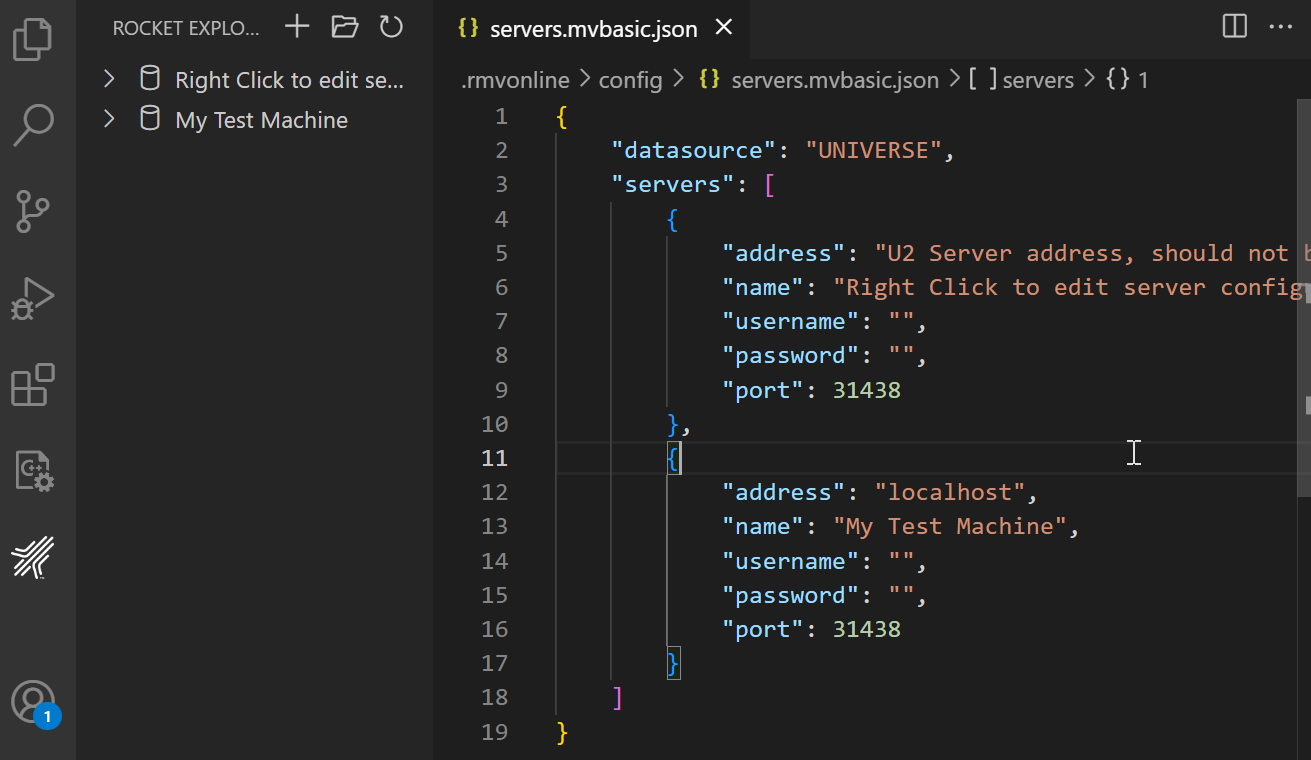 ROCKET EXPLO...
Right Click to edit se...
My Test Machine
1
{} servers.mvbasic.json
.rmvonline > config > {} servers.mvbasic.json > [ ] servers > {} 1
1 {
2 "datasource": "UNIVERSE",
3 "servers": [
4 {
5 "address": "U2 Server address, should not
6 "name": "Right Click to edit server config
7 "username": "",
8 "password": "",
9 "port": 31438
10 },
11 {
12 "address": "localhost",
13 "name": "My Test Machine",
14 "username": "",
15 "password": "",
16 "port": 31438
17 }
18 ]
19 }